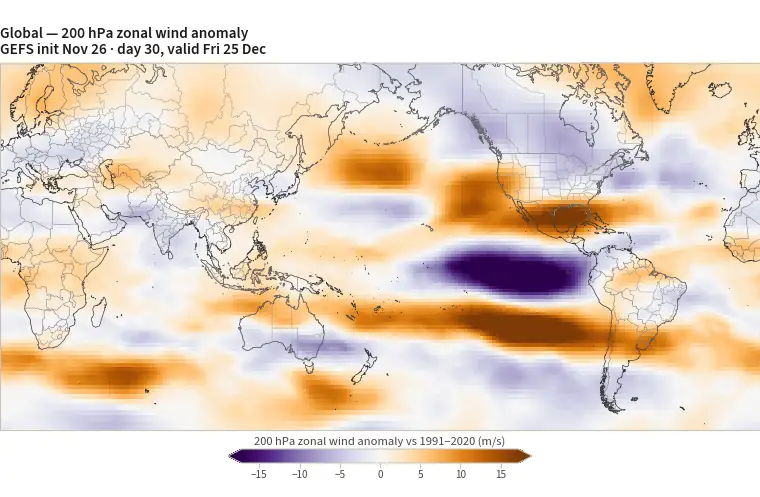 Global — 200 hPa zonal wind anomaly
GEFS init Nov 26 · day 30, valid Fri 25 Dec
200 hPa zonal wind anomaly vs 1991−2020 (m/s)
−15 −10 −5 0 5 10 15